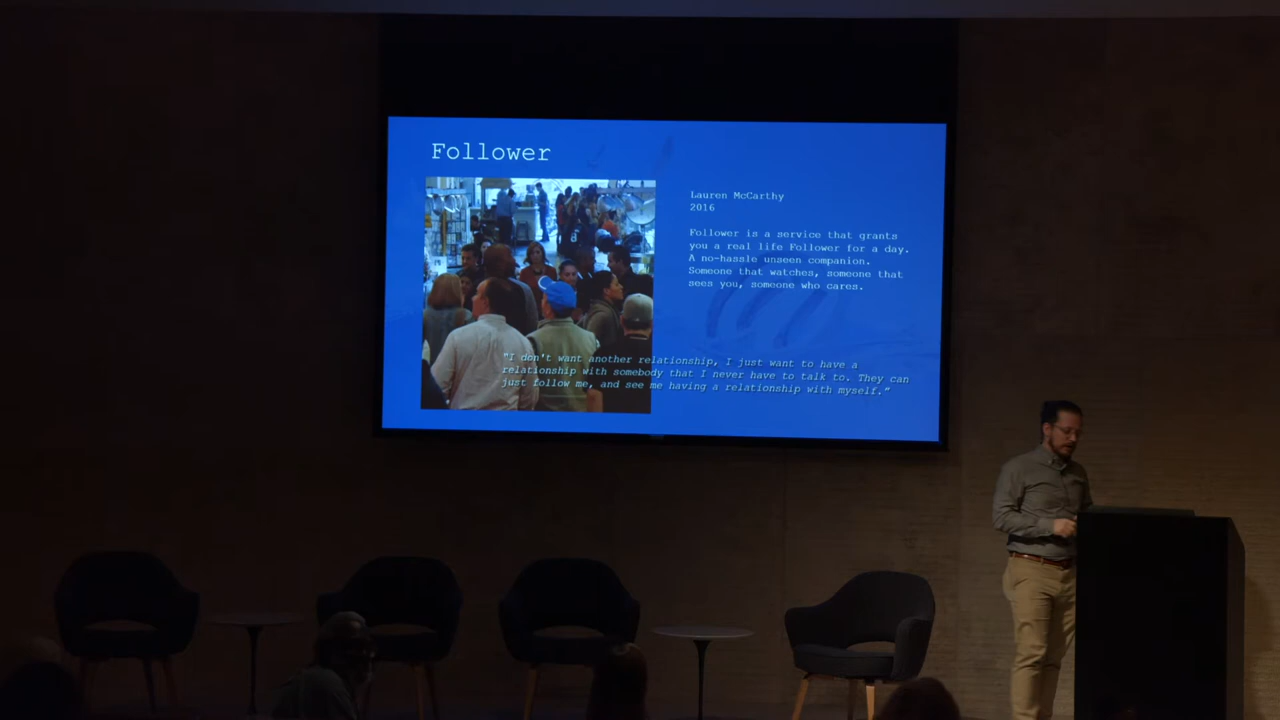 Follower
Lauren McCarthy
2016
Follower is a service that grants
you a real life Follower for a day.
A no-hassle unseen companion.
Someone that watches, someone that
sees you, someone who cares.
"I don't want another relationship, I just want to have a
relationship with somebody that I never have to talk to. They can
just follow me, and see me having a relationship with myself."